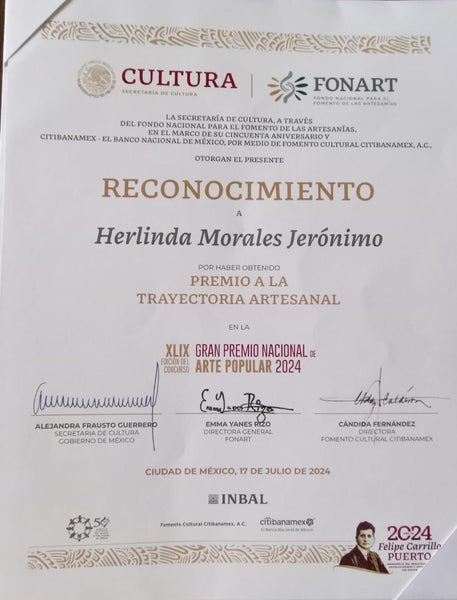 CULTURA
SECRETARÍA DE CULTURA
FONART
FONDO NACIONAL PARA EL
FOMENTO DE LAS ARTESANÍAS
LA SECRETARÍA DE CULTURA, A TRAVÉS
DEL FONDO NACIONAL PARA EL FOMENTO DE LAS ARTESANÍAS,
EN EL MARCO DE SU CINCUENTA ANIVERSARIO Y
CITIBANAMEX - EL BANCO NACIONAL DE MÉXICO, POR MEDIO DE FOMENTO CULTURAL CITIBANAMEX, A.C.,
OTORGAN EL PRESENTE
RECONOCIMIENTO
A
Herlinda Morales Jerónimo
POR HABER OBTENIDO
PREMIO A LA
TRAYECTORIA ARTESANAL
EN LA
XLIX
EDICIÓN DEL
CONCURSO
GRAN PREMIO NACIONAL DE
ARTE POPULAR 2024
ALEJANDRA FRAUSTO GUERRERO
SECRETARIA DE CULTURA
GOBIERNO DE MÉXICO
EMMA YANES RIZO
DIRECTORA GENERAL
FONART
CÁNDIDA FERNÁNDEZ
DIRECTORA
FOMENTO CULTURAL CITIBANAMEX
CIUDAD DE MÉXICO, 17 DE JULIO DE 2024
INBAL
Fomento Cultural Citibanamex, A.C.
citibanamex
El Banco Nacional de México
2024
Felipe Carrillo
PUERTO